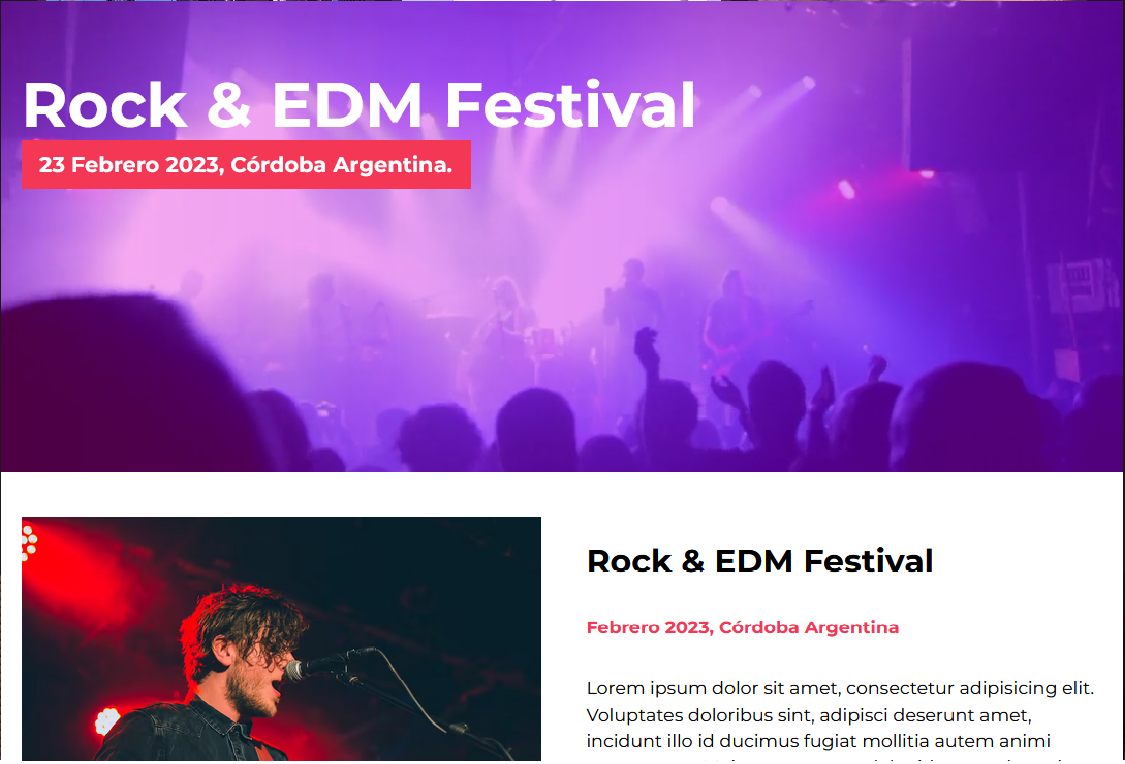 Rock & EDM Festival
23 Febrero 2023, Córdoba Argentina.
Rock & EDM Festival
Febrero 2023, Córdoba Argentina
Lorem ipsum dolor sit amet, consectetur adipisicing elit.
Voluptates doloribus sint, adipisci deserunt amet,
incidunt illo id ducimus fugiat mollitia autem animi